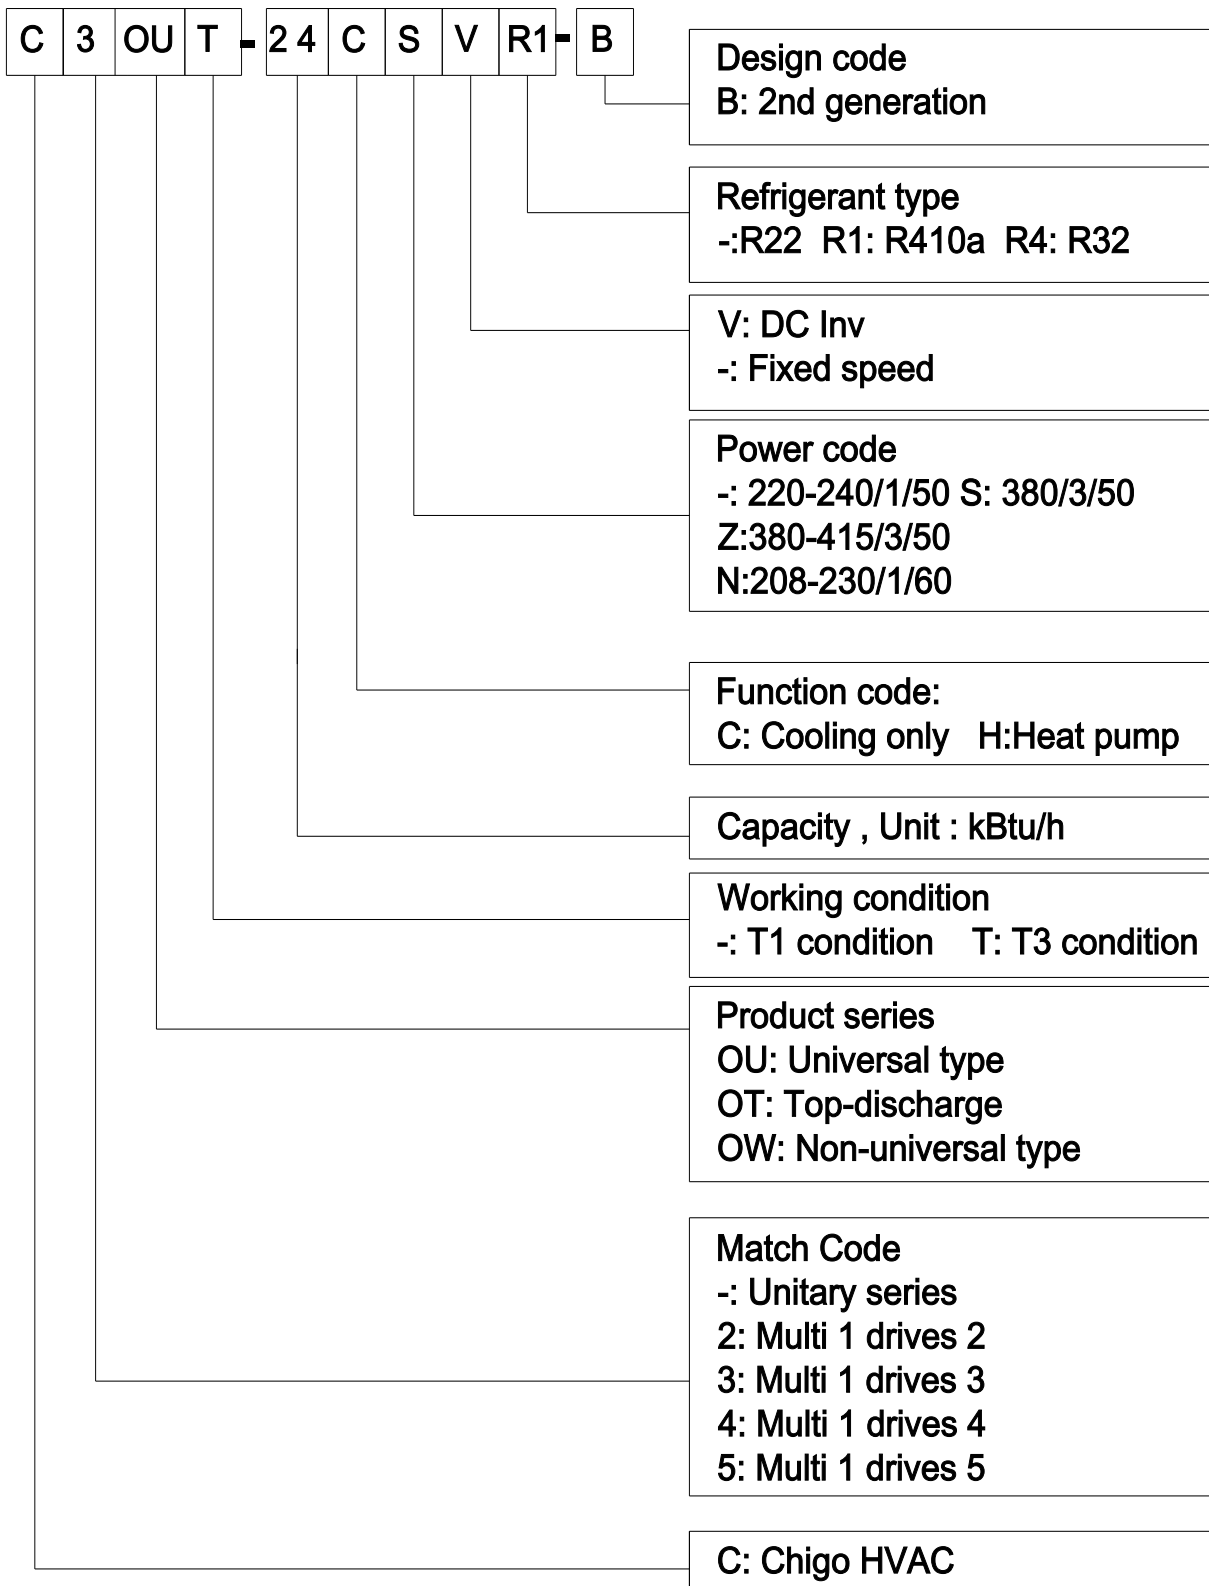 C 3 OU T - 24 C S V R1 - B
Design code
B: 2nd generation
Refrigerant type
-:R22 R1: R410a R4: R32
V: DC Inv
-: Fixed speed
Power code
-: 220-240/1/50 S: 380/3/50
Z:380-415/3/50
N:208-230/1/60
Function code:
C: Cooling only H:Heat pump
Capacity , Unit : kBtu/h
Working condition
-: T1 condition T: T3 condition
Product series
OU: Universal type
OT: Top-discharge
OW: Non-universal type
Match Code
-: Unitary series
2: Multi 1 drives 2
3: Multi 1 drives 3
4: Multi 1 drives 4
5: Multi 1 drives 5
C: Chigo HVAC